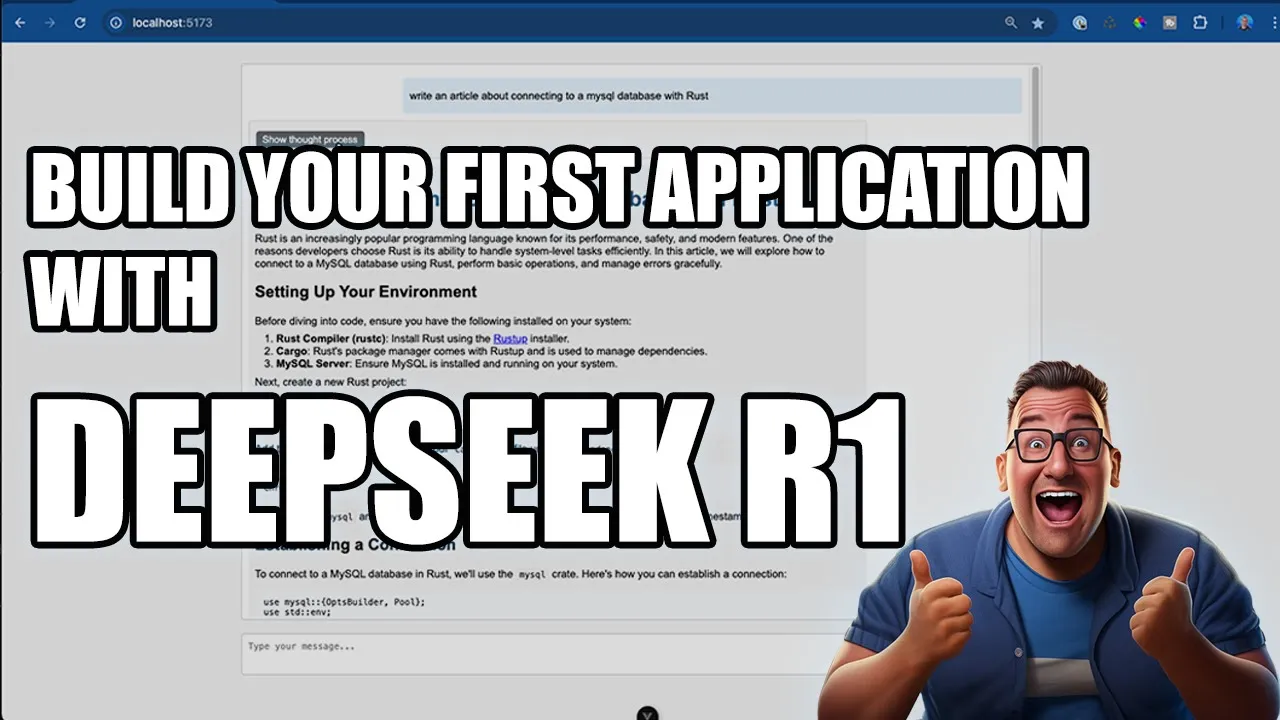 localhost:5173
write an article about connecting to a mysql database with Rust
Show thought process
BUILD YOUR FIRST APPLICATION
WITH
Rust is an increasingly popular programming language known for its performance, safety, and modern features. One of the
reasons developers choose Rust is its ability to handle system-level tasks efficiently. In this article, we will explore how to
connect to a MySQL database using Rust, perform basic operations, and manage errors gracefully.
Setting Up Your Environment
Before diving into code, ensure you have the following installed on your system:
1. Rust Compiler (rustc): Install Rust using the Rustup installer.
2. Cargo: Rust's package manager comes with Rustup and is used to manage dependencies.
3. MySQL Server: Ensure MySQL is installed and running on your system.
Next, create a new Rust project:
DEEPSEEK R1
Establishing a Connection
To connect to a MySQL database in Rust, we'll use the mysql crate. Here's how you can establish a connection:
use mysql::{OptsBuilder, Pool};
use std::env;
Type your message...